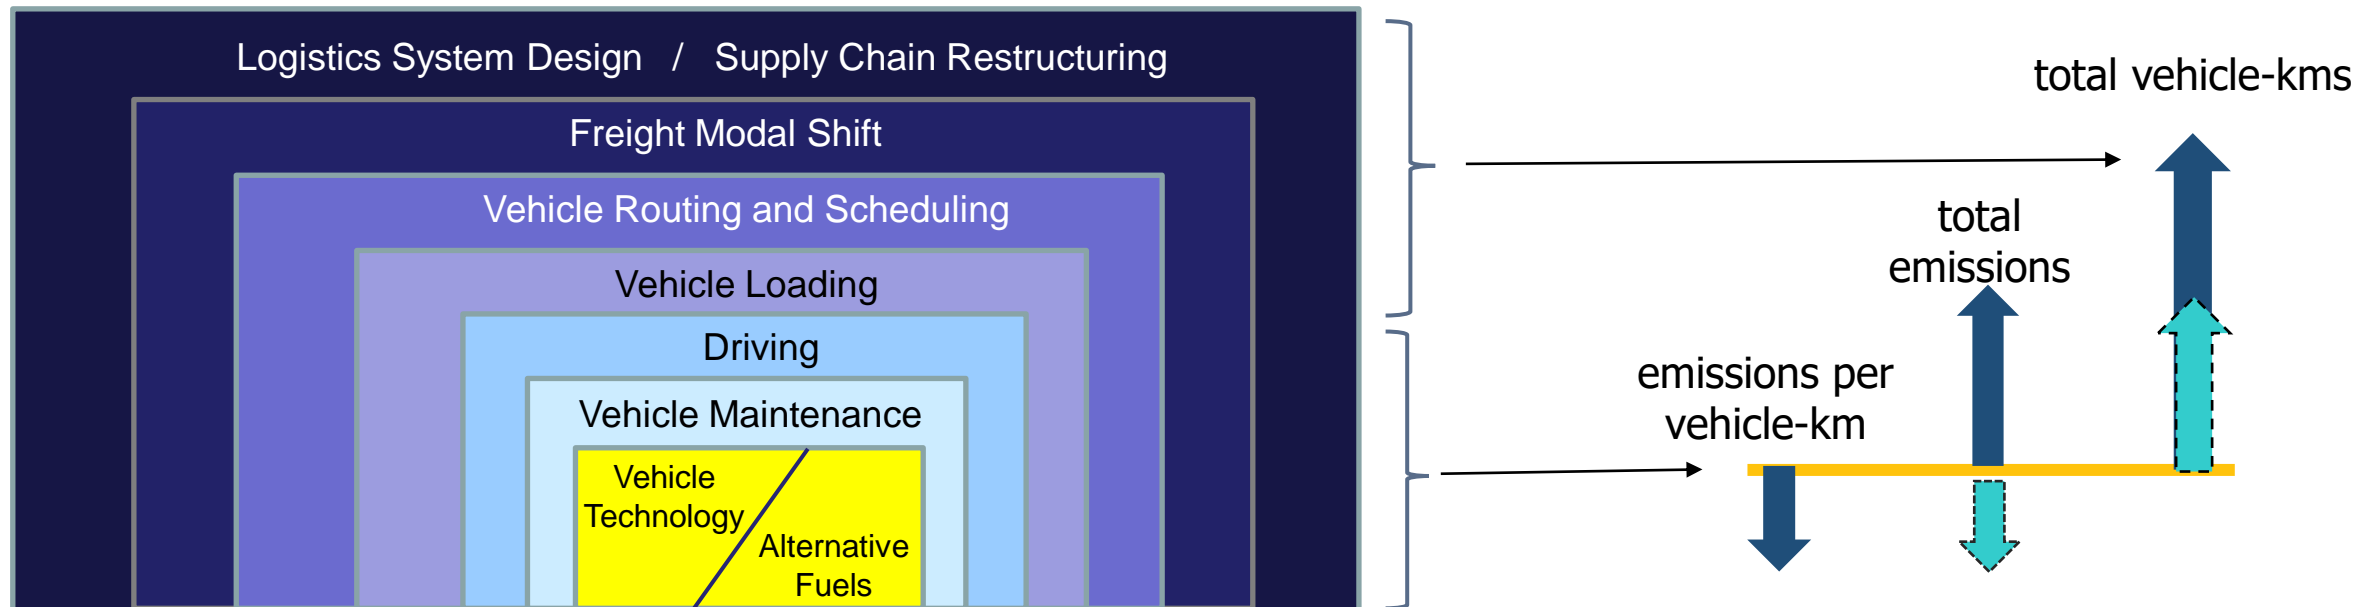 Logistics System Design / Supply Chain Restructuring
Freight Modal Shift
Vehicle Routing and Scheduling
Vehicle Loading
Driving
Vehicle Maintenance
Vehicle
Technology
Alternative
Fuels
total vehicle-kms
total
emissions
emissions per
vehicle-km